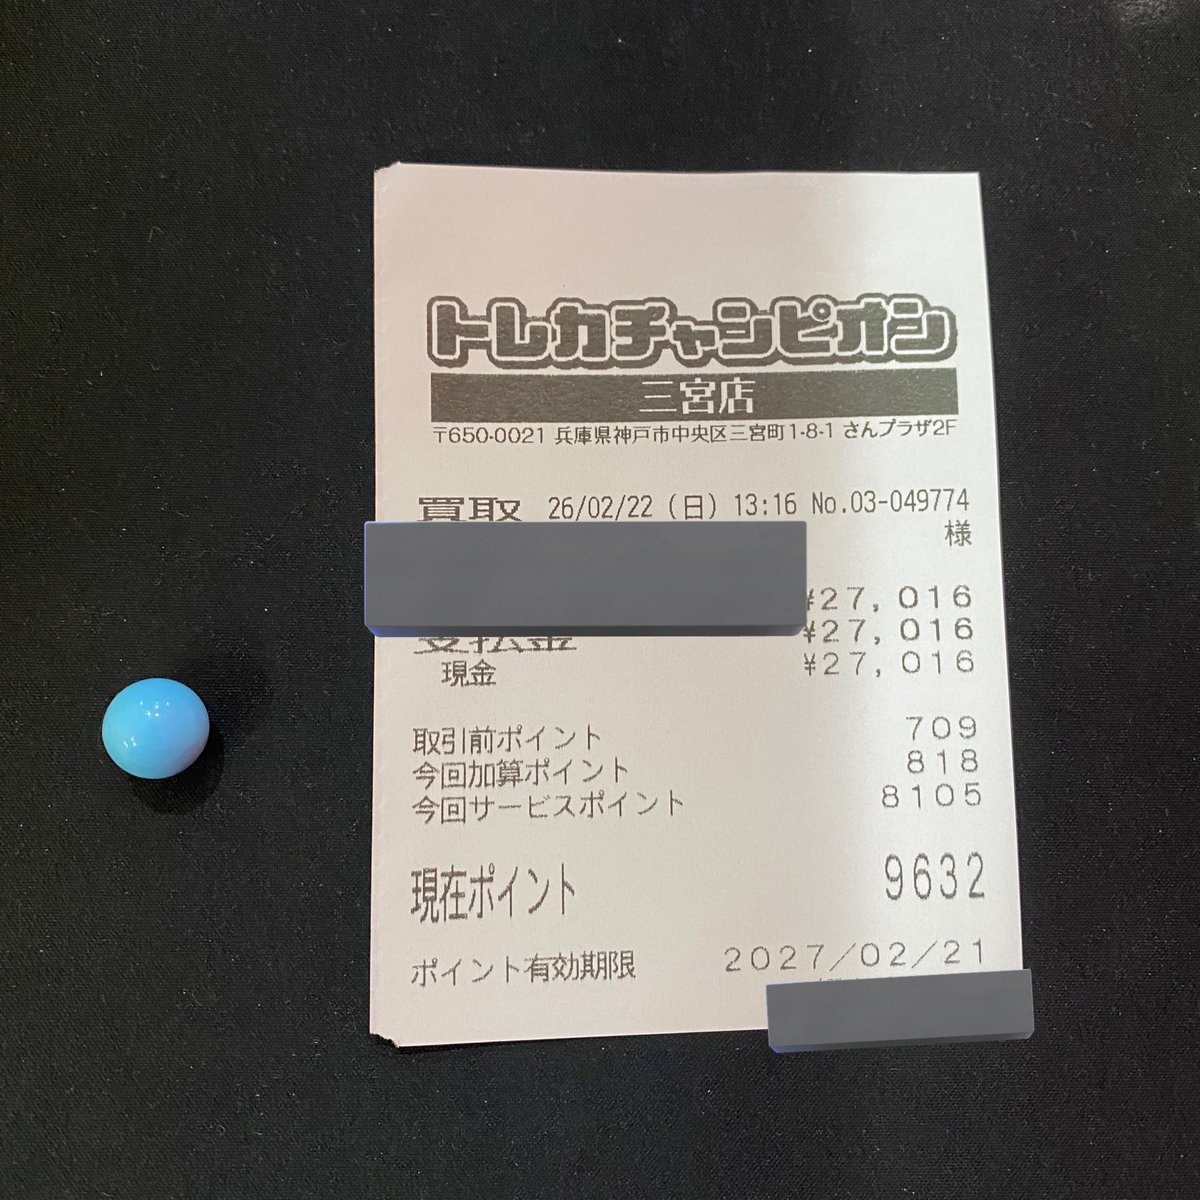 トレカチャンピオン
三宮店
〒650-0021 兵庫県神戸市中央区三宮町1-8-1 さんプラザ2F
買取 26/02/22 (日) 13:16 No.03-049774
様
¥27,016
支払金 ¥27,016
現金 ¥27,016
取引前ポイント 709
今回加算ポイント 818
今回サービスポイント 8105
現在ポイント 9632
ポイント有効期限 2027/02/21